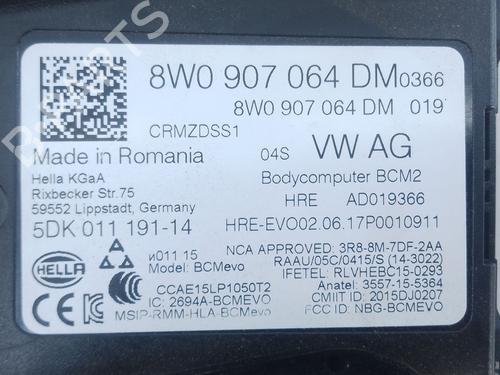 8W0 907 064 DM0366
8W0 907 064 DM 019
CRMZDSS1
Made in Romania 04S VW AG
Hella KGaA
Rixbecker Str.75
59552 Lippstadt, Germany
Bodycomputer BCM2
HRE AD019366
5DK 011 191-14
HRE-EVO02.06.17P0010911
HELLA
и011 15
Model: BCMevo
NCA APPROVED: 3R8-8M-7DF-2AA
RAAU/05C/0415/S (14-3022)
IFETEL: RLVHEBC15-0293
Anatel: 3557-15-5364
CMIIT ID: 2015DJ0207
FCC ID: NBG-BCMEVO
CCAE15LP1050T2
IC: 2694A-BCMEVO
MSIP-RMM-HLA-BCMevo